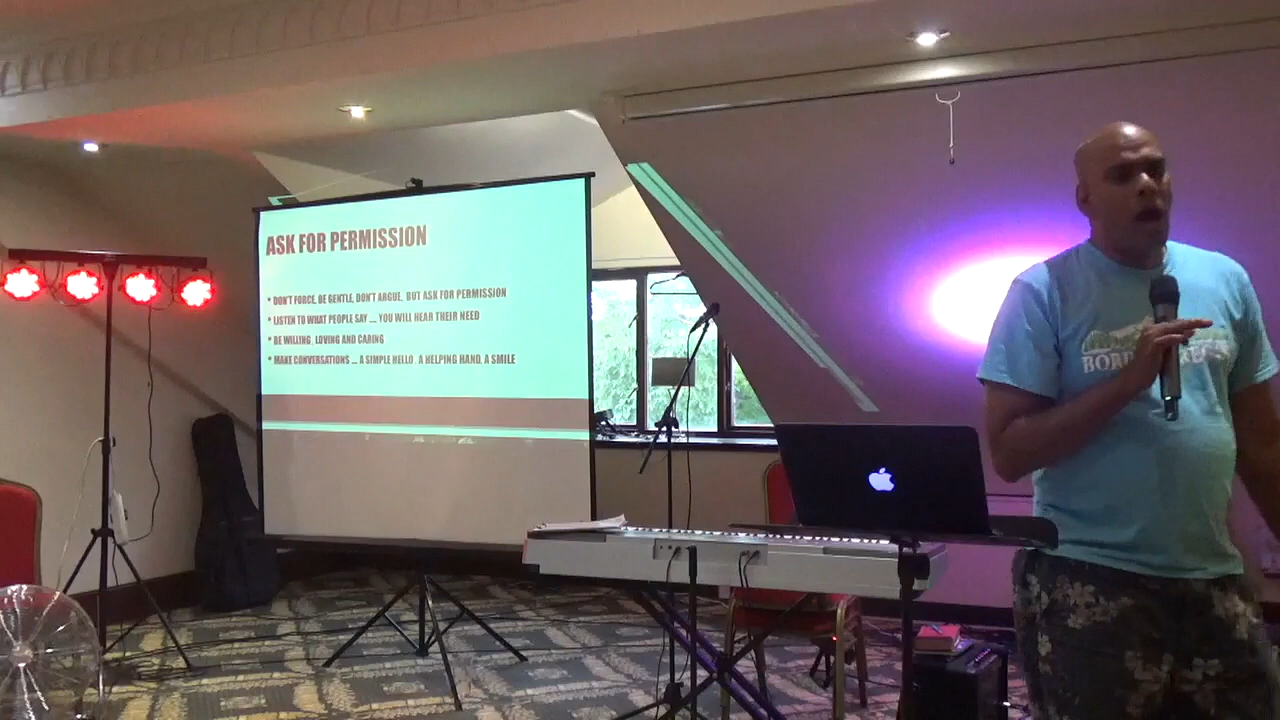 ASK FOR PERMISSION
• DON'T FORCE, BE GENTLE, DON'T ARGUE, BUT ASK FOR PERMISSION
• LISTEN TO WHAT PEOPLE SAY ... YOU WILL HEAR THEIR NEED
• BE WILLING, LOVING AND CARING
• MAKE CONVERSATIONS ... A SIMPLE HELLO, A HELPING HAND, A SMILE